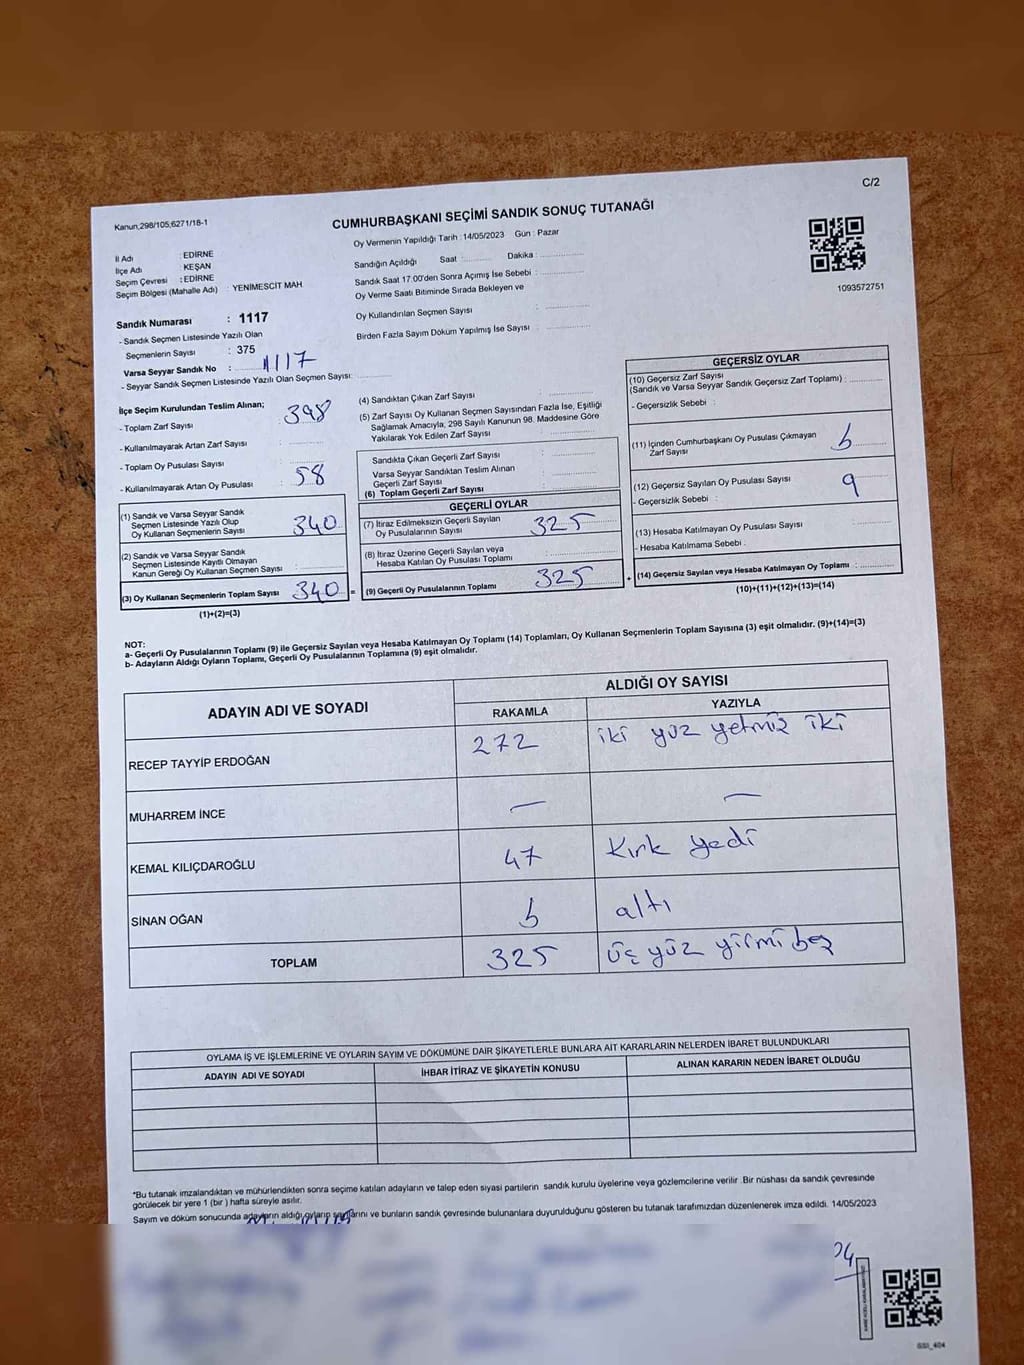 C/2
Kanun,298/105,6271/18-1
CUMHURBAŞKANI SEÇİMİ SANDIK SONUÇ TUTANAĞI
Oy Vermenin Yapıldığı Tarih :14/05/2023 Gün : Pazar
İl Adı : EDİRNE
İlçe Adı KEŞAN
Seçim Çevresi : EDİRNE
Seçim Bölgesi (Mahalle Adı) : YENİMESCİT MAH
Sandığın Açıldığı Saat : Dakika :
Sandık Saat 17.00'den Sonra Açımış İse Sebebi :
Oy Verme Saati Bitiminde Sırada Bekleyen ve
Oy Kullandırılan Seçmen Sayısı :
Birden Fazla Sayım Döküm Yapılmış İse Sayısı :
1093572751
Sandık Numarası : 1117
- Sandık Seçmen Listesinde Yazılı Olan
Seçmenlerin Sayısı : 375
Varsa Seyyar Sandık No : 1117
- Seyyar Sandık Seçmen Listesinde Yazılı Olan Seçmen Sayısı:
İlçe Seçim Kurulundan Teslim Alınan;
- Toplam Zarf Sayısı 398
- Kullanılmayarak Artan Zarf Sayısı :
- Toplam Oy Pusulası Sayısı :
- Kullanılmayarak Artan Oy Pusulası : 58
(1) Sandık ve Varsa Seyyar Sandık
Seçmen Listesinde Yazılı Olup
Oy Kullanan Seçmenlerin Sayısı : 340
(2) Sandık ve Varsa Seyyar Sandık
Seçmen Listesinde Kayıtlı Olmayan
Kanun Gereği Oy Kullanan Seçmen Sayısı :
(3) Oy Kullanan Seçmenlerin Toplam Sayısı 340 =
(1)+(2)=(3)
(4) Sandıktan Çıkan Zarf Sayısı :
(5) Zarf Sayısı Oy Kullanan Seçmen Sayısından Fazla İse, Eşitliği
Sağlamak Amacıyla, 298 Sayılı Kanunun 98. Maddesine Göre
Yakılarak Yok Edilen Zarf Sayısı :
Sandıkta Çıkan Geçerli Zarf Sayısı :
Varsa Seyyar Sandıktan Teslim Alınan
Geçerli Zarf Sayısı :
(6) Toplam Geçerli Zarf Sayısı :
GEÇERLİ OYLAR
(7) İtiraz Edilmeksizin Geçerli Sayılan
Oy Pusulalarının Sayısı : 325
(8) İtiraz Üzerine Geçerli Sayılan veya
Hesaba Katılan Oy Pusulası Toplamı :
(9) Geçerli Oy Pusulalarının Toplamı : 325 +
GEÇERSİZ OYLAR
(10) Geçersiz Zarf Sayısı
(Sandık ve Varsa Seyyar Sandık Geçersiz Zarf Toplamı) :
- Geçersizlik Sebebi :
(11) İçinden Cumhurbaşkanı Oy Pusulası Çıkmayan
Zarf Sayısı 6
(12) Geçersiz Sayılan Oy Pusulası Sayısı 9
- Geçersizlik Sebebi :
(13) Hesaba Katılmayan Oy Pusulası Sayısı :
- Hesaba Katılmama Sebebi :
(14) Geçersiz Sayılan veya Hesaba Katılmayan Oy Toplamı :
(10)+(11)+(12)+(13)=(14)
NOT:
a- Geçerli Oy Pusulalarının Toplamı (9) ile Geçersiz Sayılan veya Hesaba Katılmayan Oy Toplamı (14) Toplamları, Oy Kullanan Seçmenlerin Toplam Sayısına (3) eşit olmalıdır. (9)+(14)=(3)
b- Adayların Aldığı Oyların Toplamı, Geçerli Oy Pusulalarının Toplamına (9) eşit olmalıdır.
ADAYIN ADI VE SOYADI ALDIĞI OY SAYISI
RAKAMLA YAZIYLA
RECEP TAYYİP ERDOĞAN 272 iki yüz yetmiş iki
MUHARREM İNCE — —
KEMAL KILIÇDAROĞLU 47 Kırk yedi
SİNAN OĞAN 6 altı
TOPLAM 325 üç yüz yirmi beş
OYLAMA İŞ VE İŞLEMLERİNE VE OYLARIN SAYIM VE DÖKÜMÜNE DAİR ŞİKAYETLERLE BUNLARA AİT KARARLARIN NELERDEN İBARET BULUNDUKLARI
ADAYIN ADI VE SOYADI İHBAR İTİRAZ VE ŞİKAYETİN KONUSU ALINAN KARARIN NEDEN İBARET OLDUĞU
*Bu tutanak imzalandıktan ve mühürlendikten sonra seçime katılan adayların ve talep eden siyasi partilerin sandık kurulu üyelerine veya gözlemcilerine verilir .Bir nüshası da sandık çevresinde
görülecek bir yere 1 (bir ) hafta süreyle asılır.
Sayım ve döküm sonucunda adayların aldığı oyların sayılarını ve bunların sandık çevresinde bulunanlara duyurulduğunu gösteren bu tutanak tarafımızdan düzenlenerek imza edildi. 14/05/2023